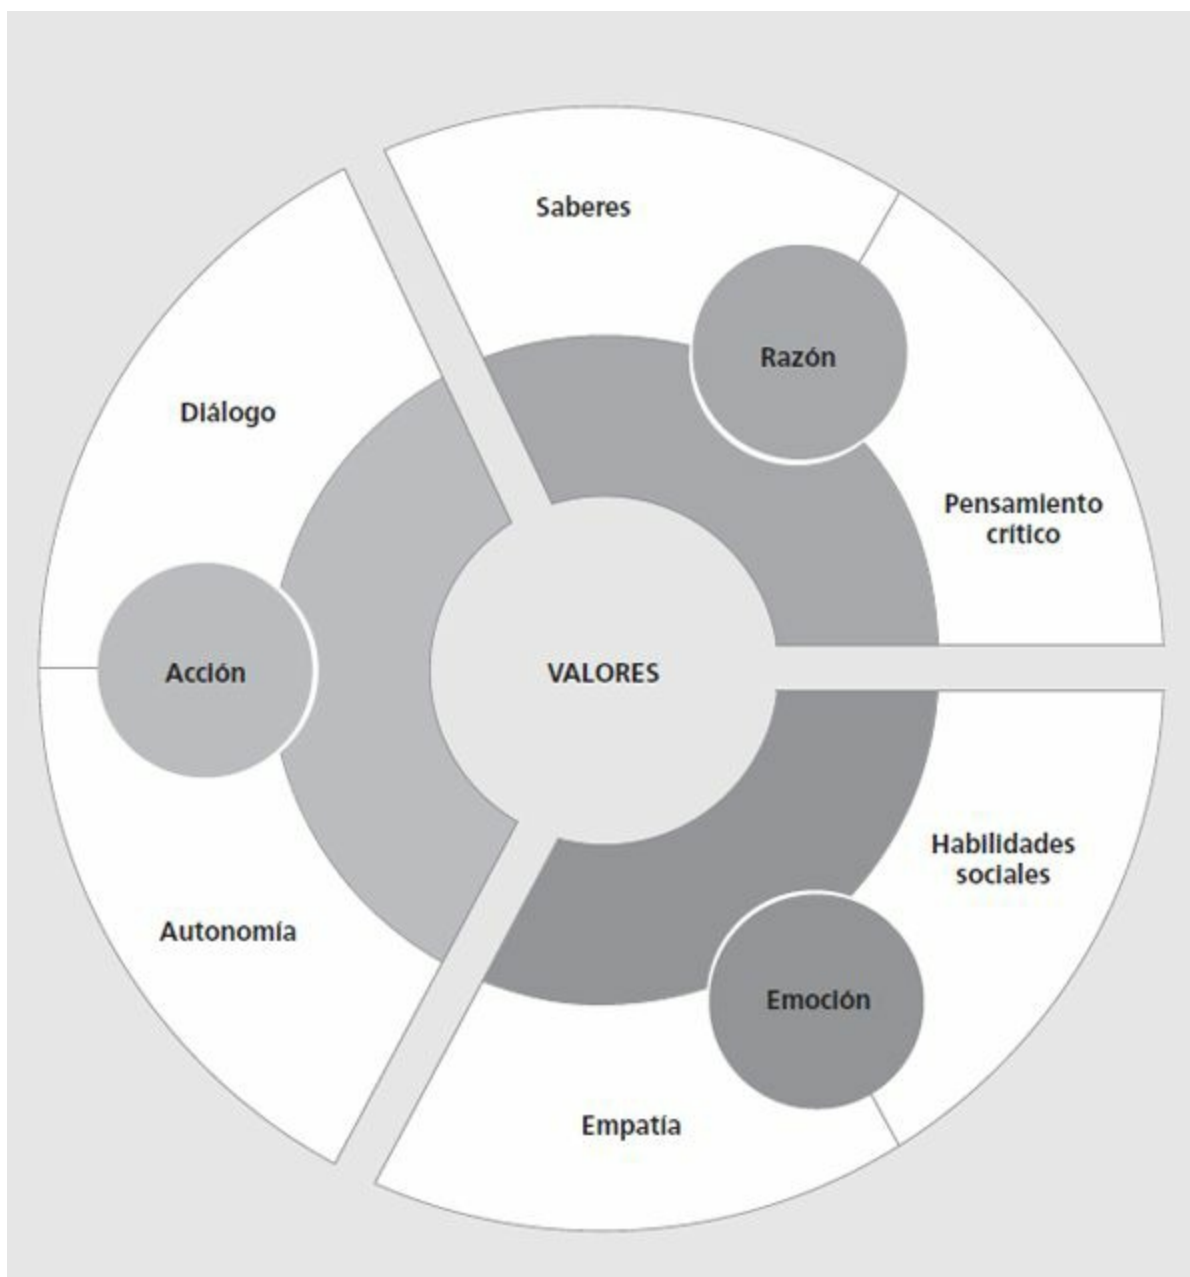 Saberes
Razón
Diálogo
Pensamiento
crítico
Acción
VALORES
Habilidades
sociales
Autonomía
Emoción
Empatía